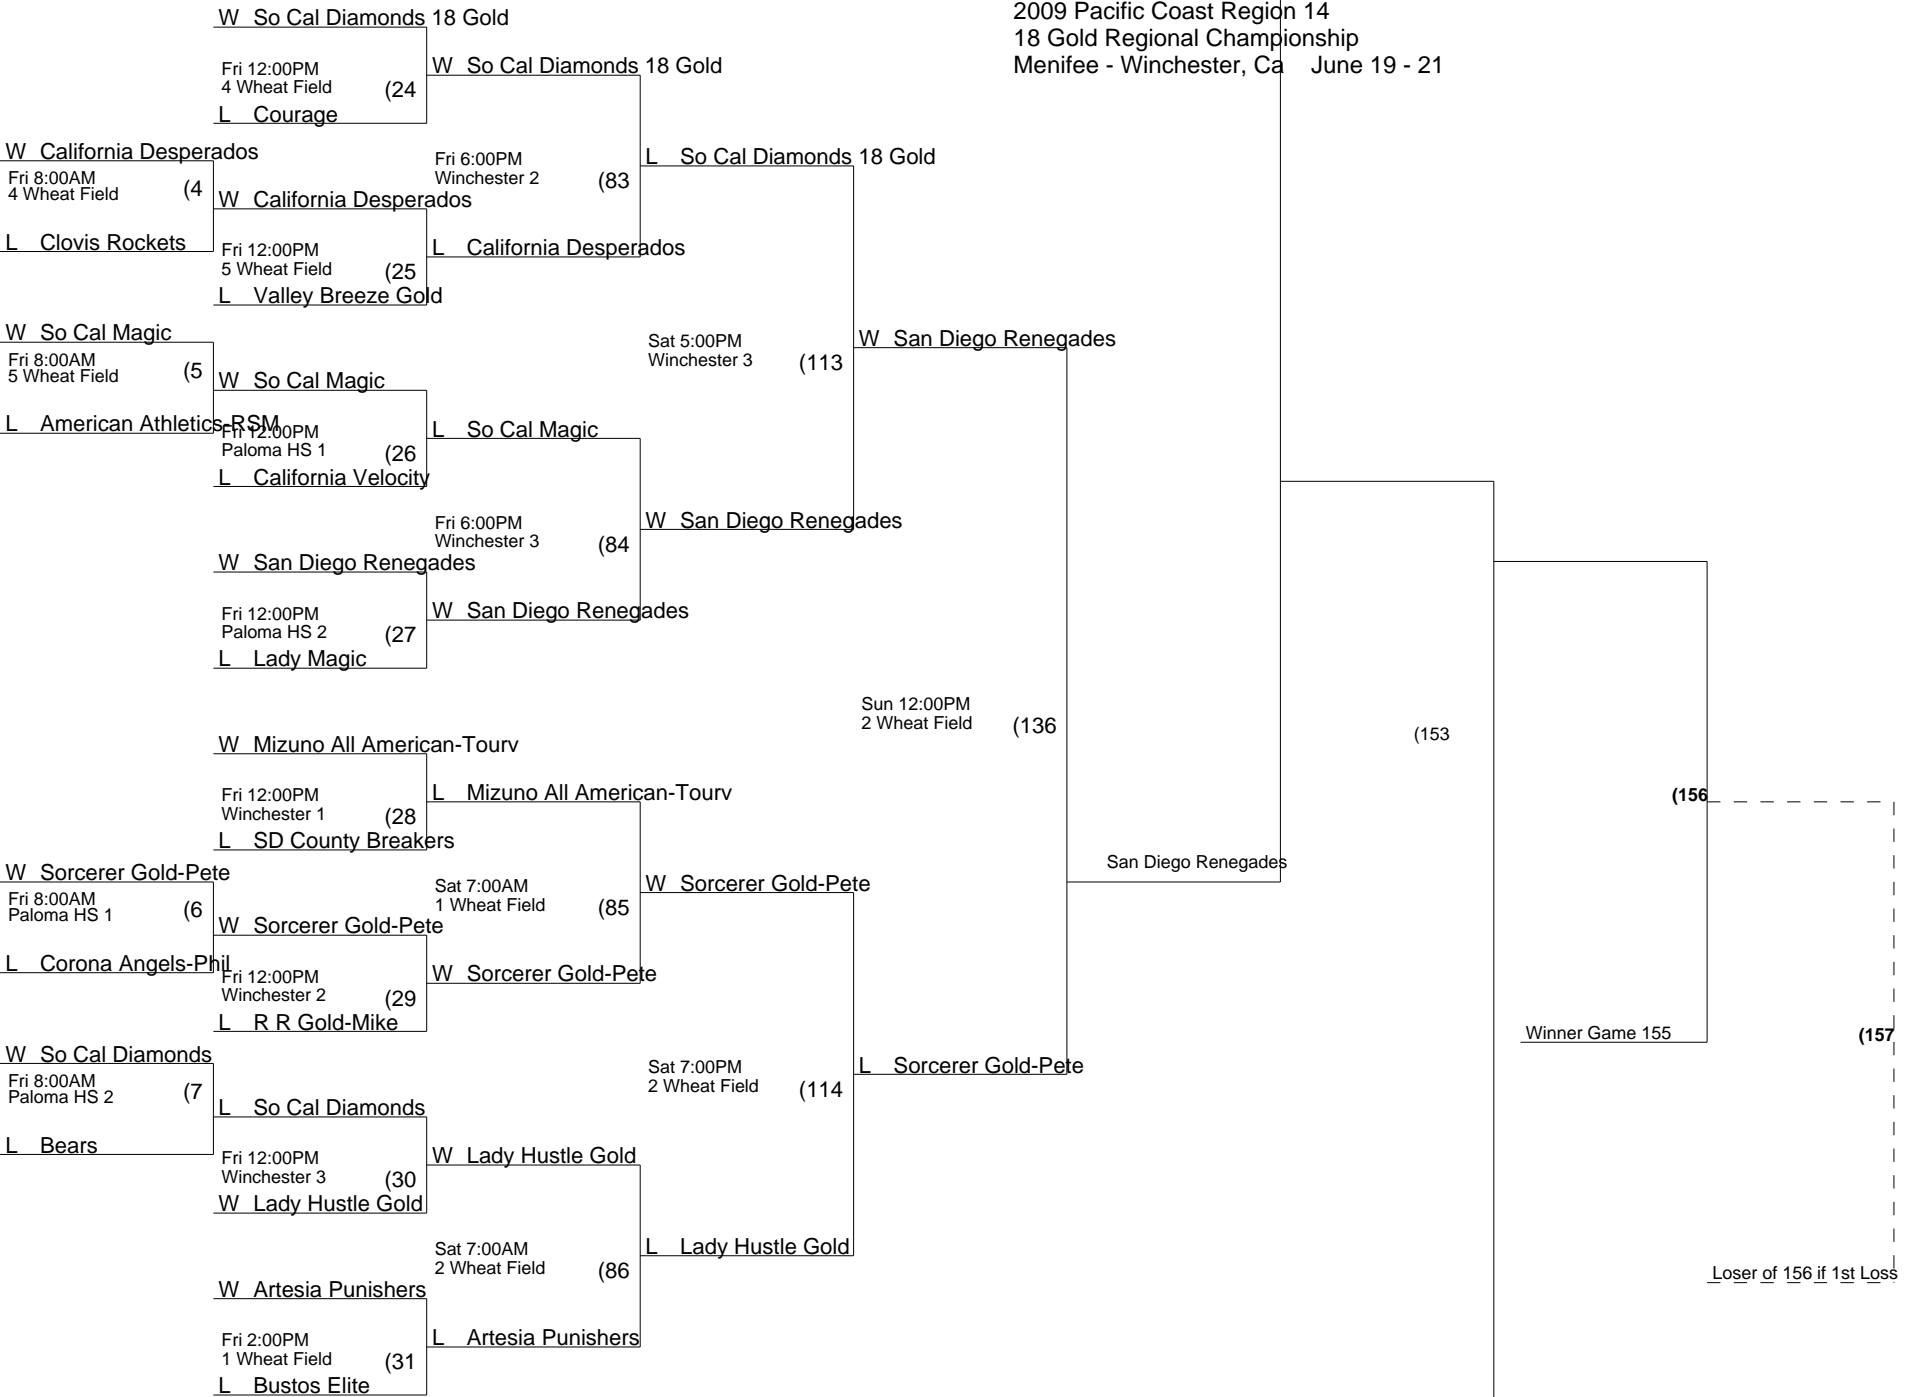 2009 Pacific Coast Region 14
18 Gold Regional Championship
Menifee - Winchester, Ca June 19 - 21
W So Cal Diamonds 18 Gold
Fri 12:00PM
4 Wheat Field (24
L Courage
W So Cal Diamonds 18 Gold
W California Desperados
Fri 8:00AM
4 Wheat Field (4
L Clovis Rockets
Fri 6:00PM
Winchester 2 (83
L So Cal Diamonds 18 Gold
W California Desperados
Fri 12:00PM
5 Wheat Field (25
L Valley Breeze Gold
L California Desperados
W So Cal Magic
Fri 8:00AM
5 Wheat Field (5
L American Athletics-RSM
Sat 5:00PM
Winchester 3 (113
W San Diego Renegades
W So Cal Magic
Fri 12:00PM
Paloma HS 1 (26
L California Velocity
L So Cal Magic
Fri 6:00PM
Winchester 3 (84
W San Diego Renegades
W San Diego Renegades
Fri 12:00PM
Paloma HS 2 (27
L Lady Magic
W San Diego Renegades
Sun 12:00PM
2 Wheat Field (136
(153
W Mizuno All American-Tourv
Fri 12:00PM
Winchester 1 (28
L SD County Breakers
L Mizuno All American-Tourv
(156
San Diego Renegades
W Sorcerer Gold-Pete
Fri 8:00AM
Paloma HS 1 (6
L Corona Angels-Phil
Sat 7:00AM
1 Wheat Field (85
W Sorcerer Gold-Pete
W Sorcerer Gold-Pete
Fri 12:00PM
Winchester 2 (29
L R R Gold-Mike
W Sorcerer Gold-Pete
Winner Game 155
(157
W So Cal Diamonds
Fri 8:00AM
Paloma HS 2 (7
L Bears
Sat 7:00PM
2 Wheat Field (114
L Sorcerer Gold-Pete
L So Cal Diamonds
Fri 12:00PM
Winchester 3 (30
W Lady Hustle Gold
W Lady Hustle Gold
Sat 7:00AM
2 Wheat Field (86
L Lady Hustle Gold
Loser of 156 if 1st Loss
W Artesia Punishers
Fri 2:00PM
1 Wheat Field (31
L Bustos Elite
L Artesia Punishers